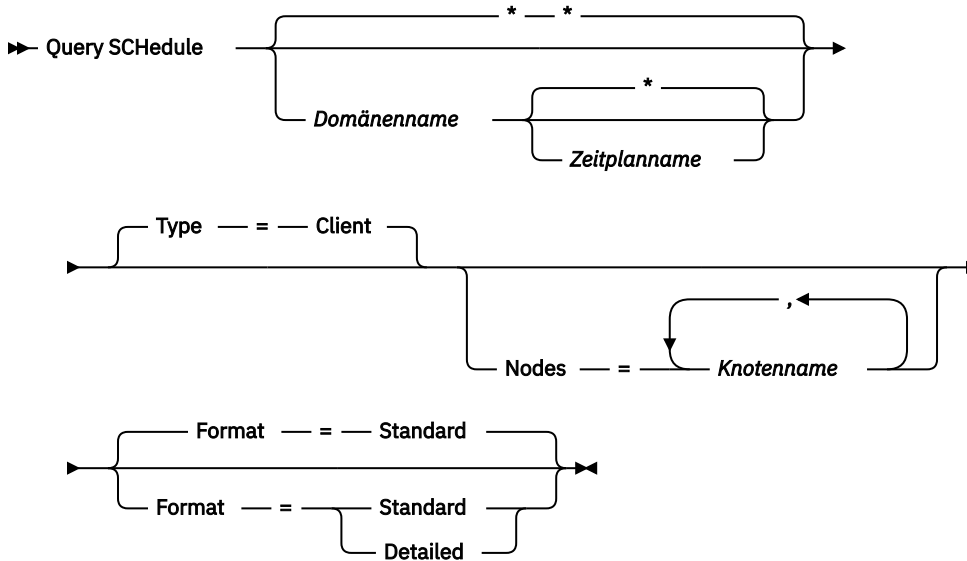 * *
Query SCHedule
*
Domänenname
Zeitplanname
Type = Client
,
Nodes = Knotenname
Format = Standard
Format = Standard
Detailed